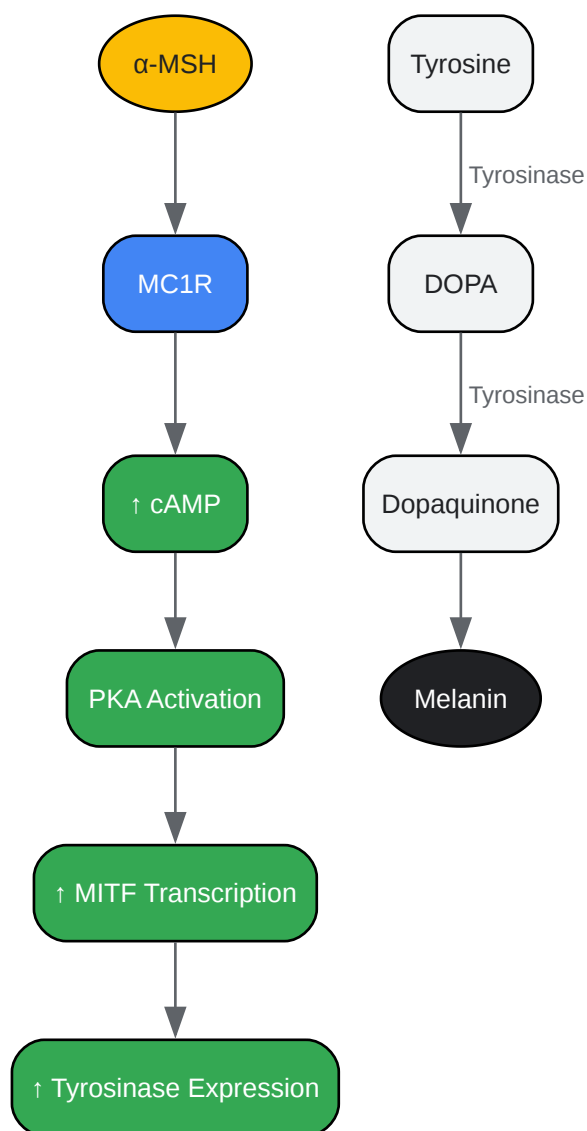 α-MSH
MC1R
↑ cAMP
PKA Activation
↑ MITF Transcription
↑ Tyrosinase Expression
Tyrosine
Tyrosinase
DOPA
Tyrosinase
Dopaquinone
Melanin